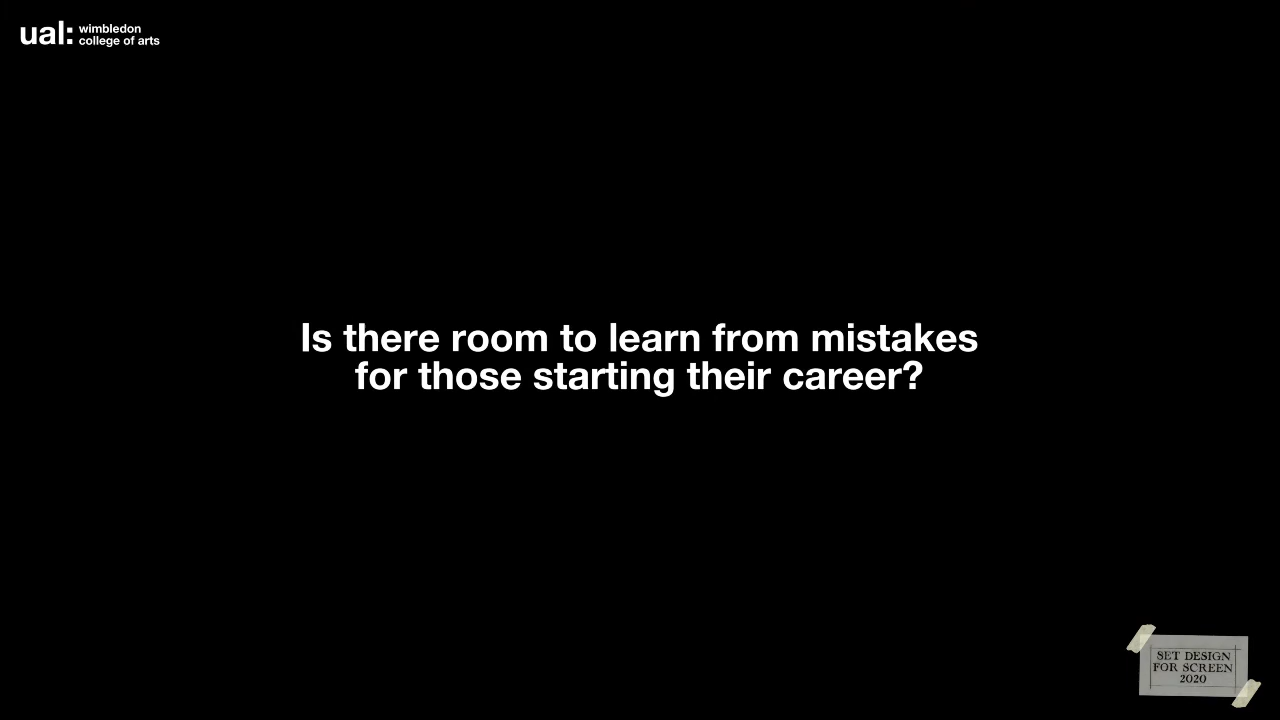 ual: wimbledon
college of arts
Is there room to learn from mistakes
for those starting their career?
SET DESIGN
FOR SCREEN
2020